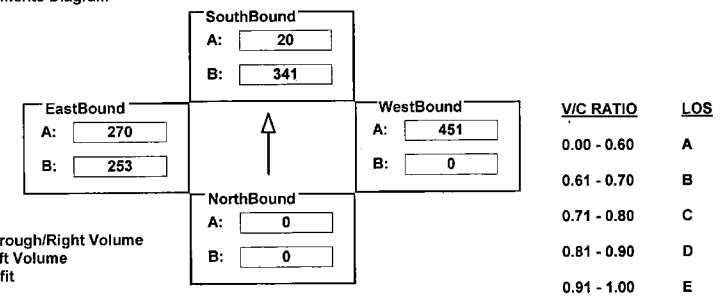 Diagram
SouthBound
A: 20
B: 341
EastBound
A: 270
B: 253
WestBound
A: 451
B: 0
NorthBound
A: 0
B: 0
V/C RATIO LOS
0.00 - 0.60 A
0.61 - 0.70 B
0.71 - 0.80 C
0.81 - 0.90 D
0.91 - 1.00 E
rough/Right Volume
ft Volume
fit